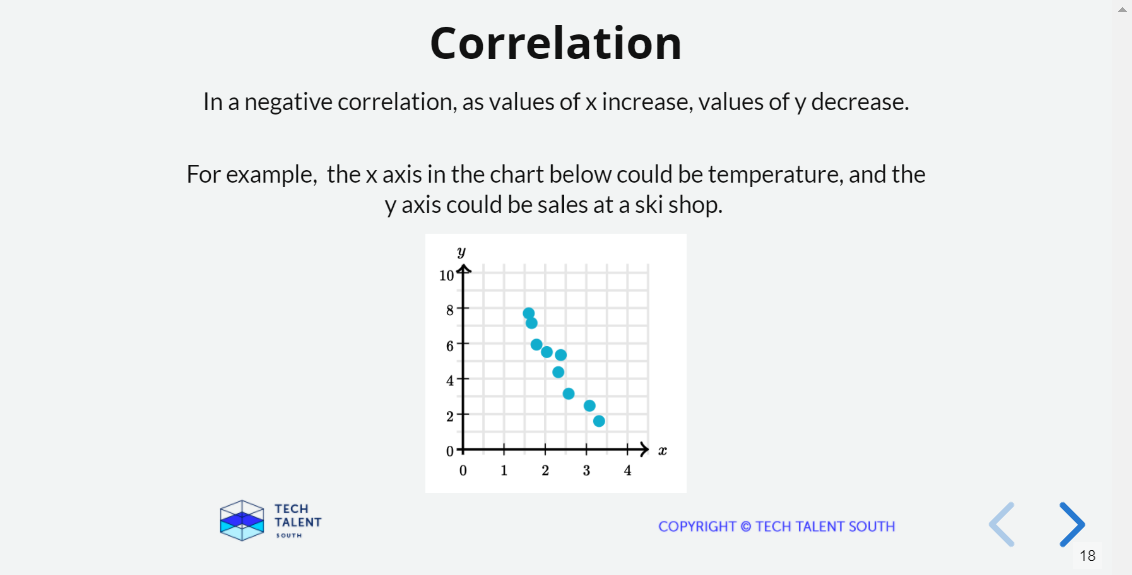 Correlation
In a negative correlation, as values of x increase, values of y decrease.
For example,  the x axis in the chart below could be temperature, and the
y axis could be sales at a ski shop.
y
10
8
6
4
2
0
x
0 1 2 3 4
TECH
TALENT
SOUTH
COPYRIGHT © TECH TALENT SOUTH
18